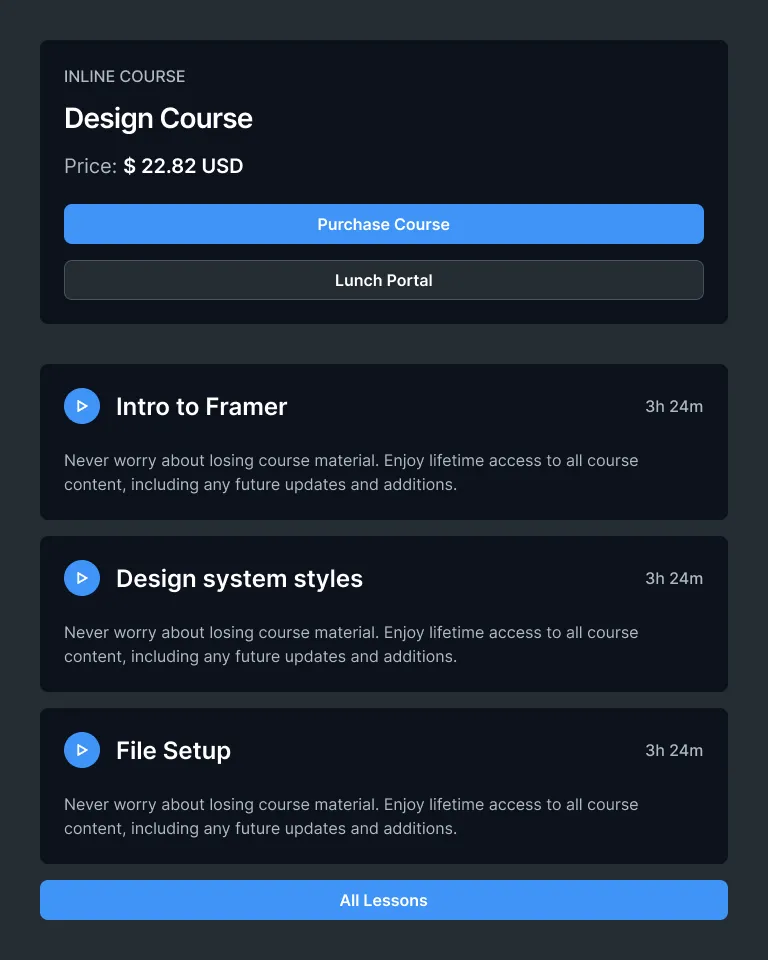 INLINE COURSE
Design Course
Price: $ 22.82 USD
Purchase Course
Lunch Portal
Intro to Framer
3h 24m
Never worry about losing course material. Enjoy lifetime access to all course
content, including any future updates and additions.
Design system styles
3h 24m
Never worry about losing course material. Enjoy lifetime access to all course
content, including any future updates and additions.
File Setup
3h 24m
Never worry about losing course material. Enjoy lifetime access to all course
content, including any future updates and additions.
All Lessons